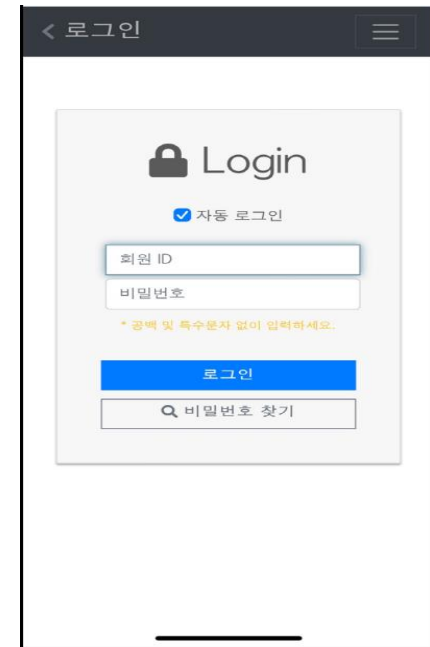 로그인
Login
자동 로그인
회원 ID
비밀번호
* 공백 및 특수문자 없이 입력하세요.
로그인
비밀번호 찾기